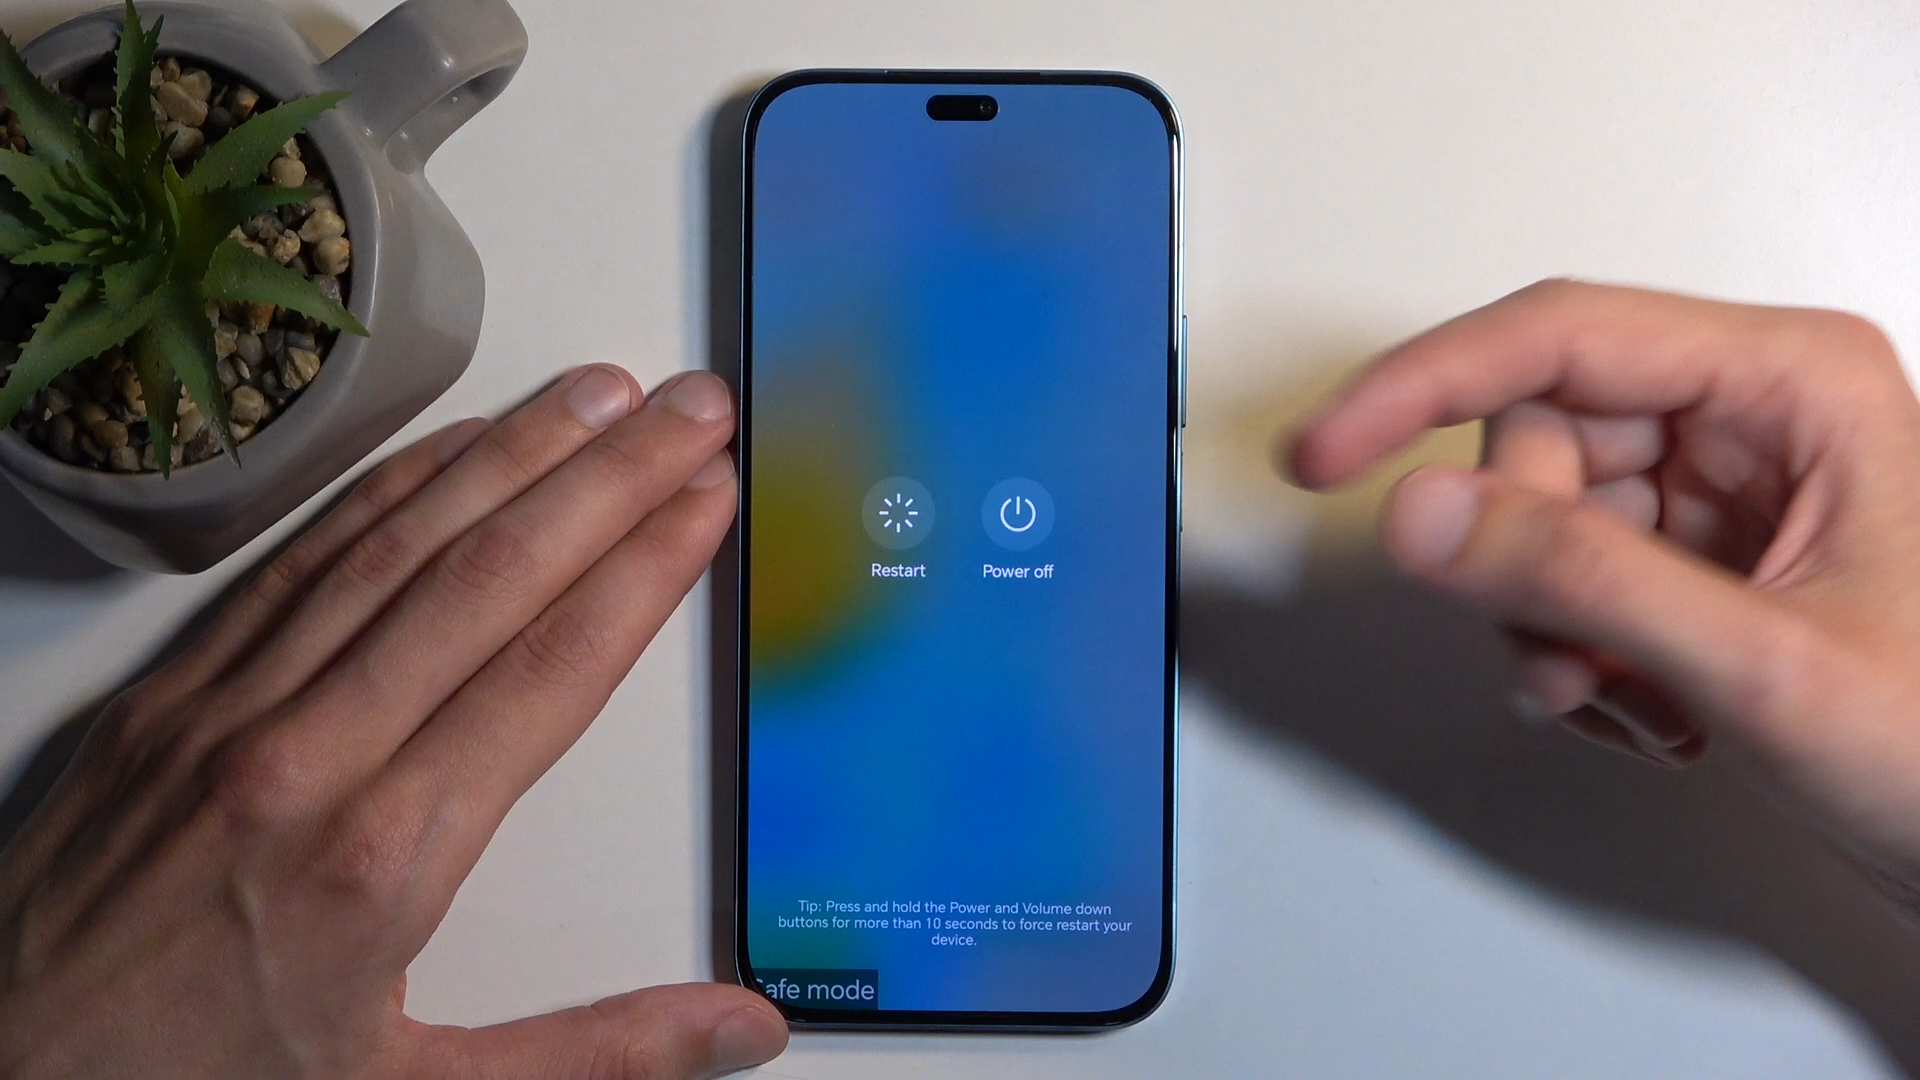 Restart
Power off
Tip: Press and hold the Power and Volume down
buttons for more than 10 seconds to force restart your
device.
Safe mode